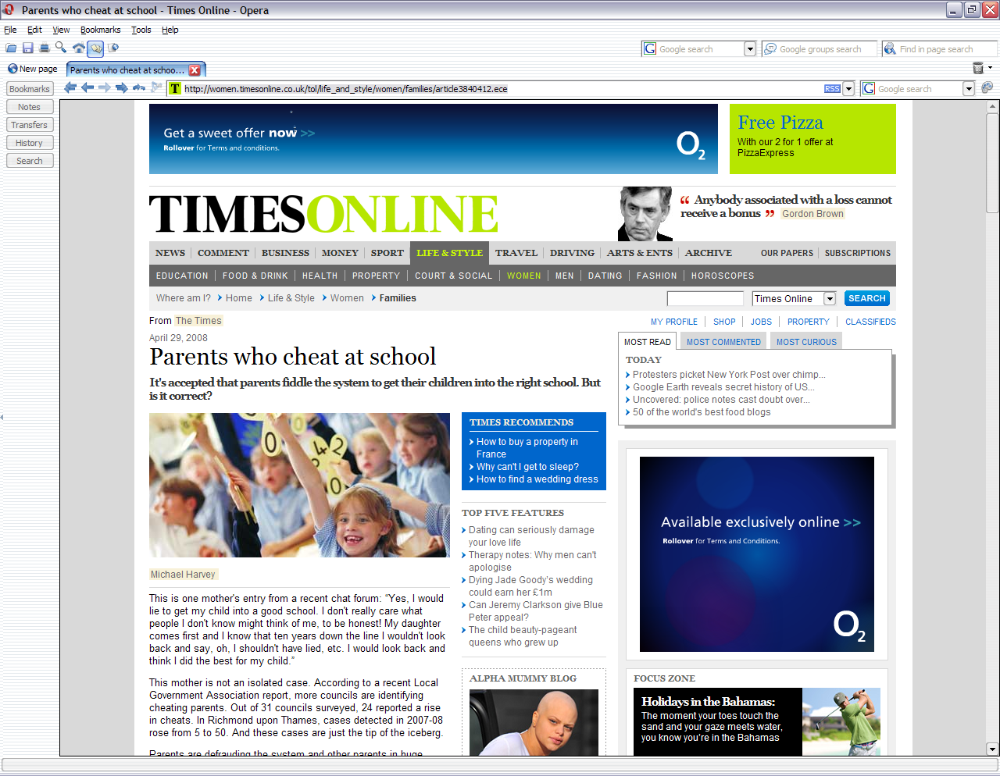 Parents who cheat at school - Times Online - Opera
File Edit View Bookmarks Tools Help
Google search
Google groups search
Find in page search
New page
Parents who cheat at schoo...
Bookmarks
Notes
Transfers
History
Search
http://women.timesonline.co.uk/tol/life_and_style/women/families/article3840412.ece
RSS
Google search
Get a sweet offer now >>
Rollover for Terms and conditions.
O2
Free Pizza
With our 2 for 1 offer at
PizzaExpress
TIMESONLINE
“ Anybody associated with a loss cannot
receive a bonus ” Gordon Brown
NEWS COMMENT BUSINESS MONEY SPORT LIFE & STYLE TRAVEL DRIVING ARTS & ENTS ARCHIVE OUR PAPERS SUBSCRIPTIONS
EDUCATION FOOD & DRINK HEALTH PROPERTY COURT & SOCIAL WOMEN MEN DATING FASHION HOROSCOPES
Where am I? Home Life & Style Women Families
Times Online
SEARCH
From The Times
MY PROFILE SHOP JOBS PROPERTY CLASSIFIEDS
April 29, 2008
Parents who cheat at school
It's accepted that parents fiddle the system to get their children into the right school. But
is it correct?
MOST READ MOST COMMENTED MOST CURIOUS
TODAY
Protesters picket New York Post over chimp...
Google Earth reveals secret history of US...
Uncovered: police notes cast doubt over...
50 of the world's best food blogs
0
42
Michael Harvey
This is one mother's entry from a recent chat forum: “Yes, I would
lie to get my child into a good school. I don't really care what
people I don't know might think of me, to be honest! My daughter
comes first and I know that ten years down the line I wouldn't look
back and say, oh, I shouldn't have lied, etc. I would look back and
think I did the best for my child.”
This mother is not an isolated case. According to a recent Local
Government Association report, more councils are identifying
cheating parents. Out of 31 councils surveyed, 24 reported a rise
in cheats. In Richmond upon Thames, cases detected in 2007-08
rose from 5 to 50. And these cases are just the tip of the iceberg.
Parents are defrauding the system and other parents in huge
TIMES RECOMMENDS
How to buy a property in
France
Why can't I get to sleep?
How to find a wedding dress
TOP FIVE FEATURES
Dating can seriously damage
your love life
Therapy notes: Why men can't
apologise
Dying Jade Goody's wedding
could earn her £1m
Can Jeremy Clarkson give Blue
Peter appeal?
The child beauty-pageant
queens who grew up
ALPHA MUMMY BLOG
Available exclusively online >>
Rollover for Terms and Conditions.
O2
FOCUS ZONE
Holidays in the Bahamas:
The moment your toes touch the
sand and your gaze meets water,
you know you're in the Bahamas